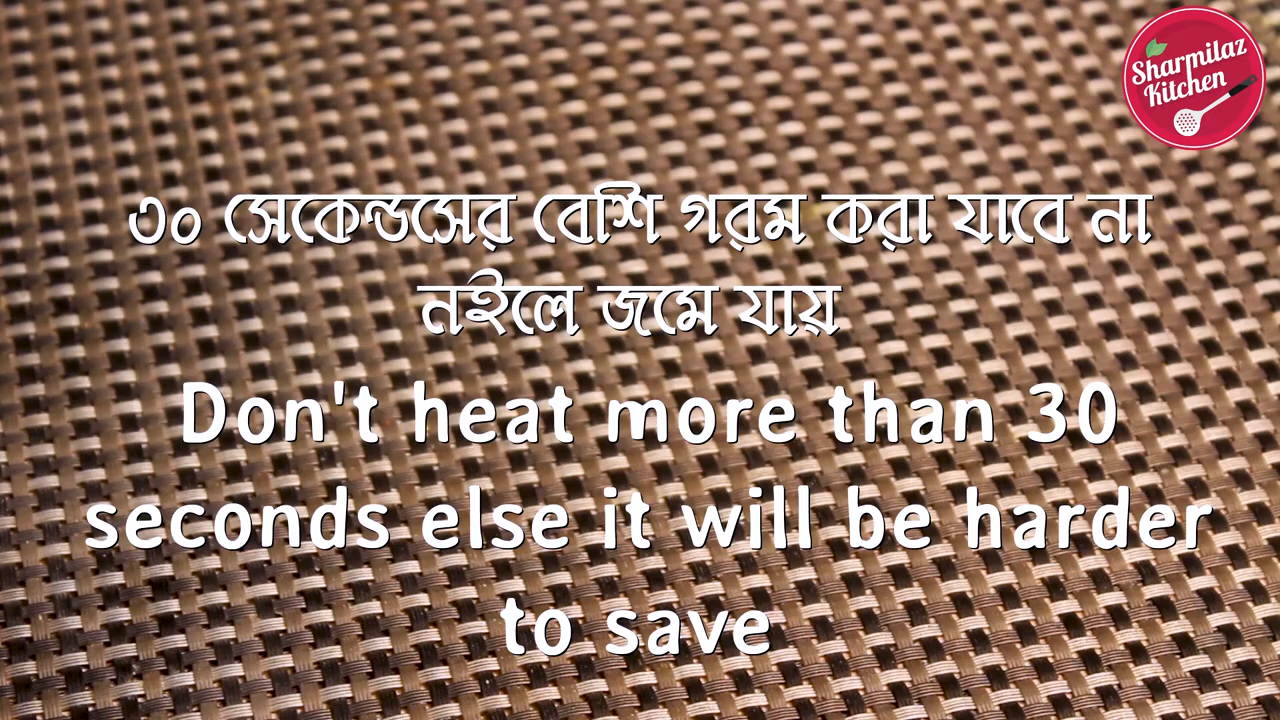 Sharmilaz
Kitchen
৩০ সেকেন্ডসের বেশি গরম করা যাবে না
নইলে জমে যায়
Don't heat more than 30
seconds else it will be harder
to save